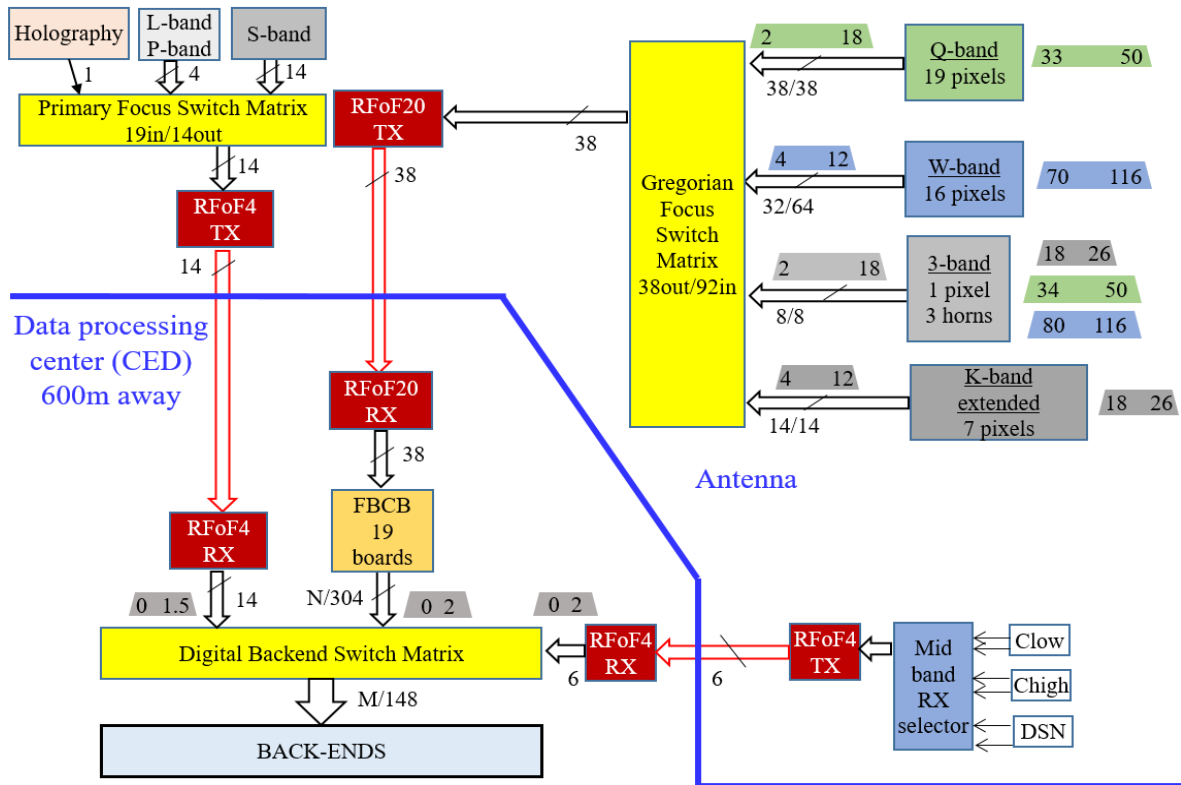 Holography
L-band
P-band
S-band
1
4
14
Primary Focus Switch Matrix
19in/14out
14
RFoF4
TX
14
RFoF20
TX
38
38
Gregorian
Focus
Switch
Matrix
38out/92in
2 18
38/38
Q-band
19 pixels
33 50
4 12
32/64
W-band
16 pixels
70 116
2 18
8/8
3-band
1 pixel
3 horns
18 26
34 50
80 116
4 12
14/14
K-band
extended
7 pixels
18 26
Data processing
center (CED)
600m away
Antenna
RFoF20
RX
38
FBCB
19
boards
RFoF4
RX
0 1.5
14
N/304
0 2
0 2
Digital Backend Switch Matrix
6
RFoF4
RX
6
RFoF4
TX
Mid
band
RX
selector
Clow
Chigh
DSN
M/148
BACK-ENDS